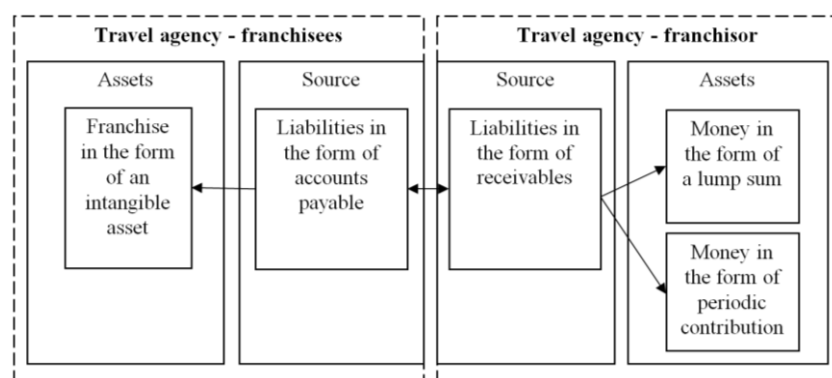 Travel agency - franchisees
Travel agency - franchisor
Assets
Source
Source
Assets
Franchise
in the form
of an
intangible
asset
Liabilities in
the form of
accounts
payable
Liabilities in
the form of
receivables
Money in
the form of
a lump sum
Money in
the form of
periodic
contribution